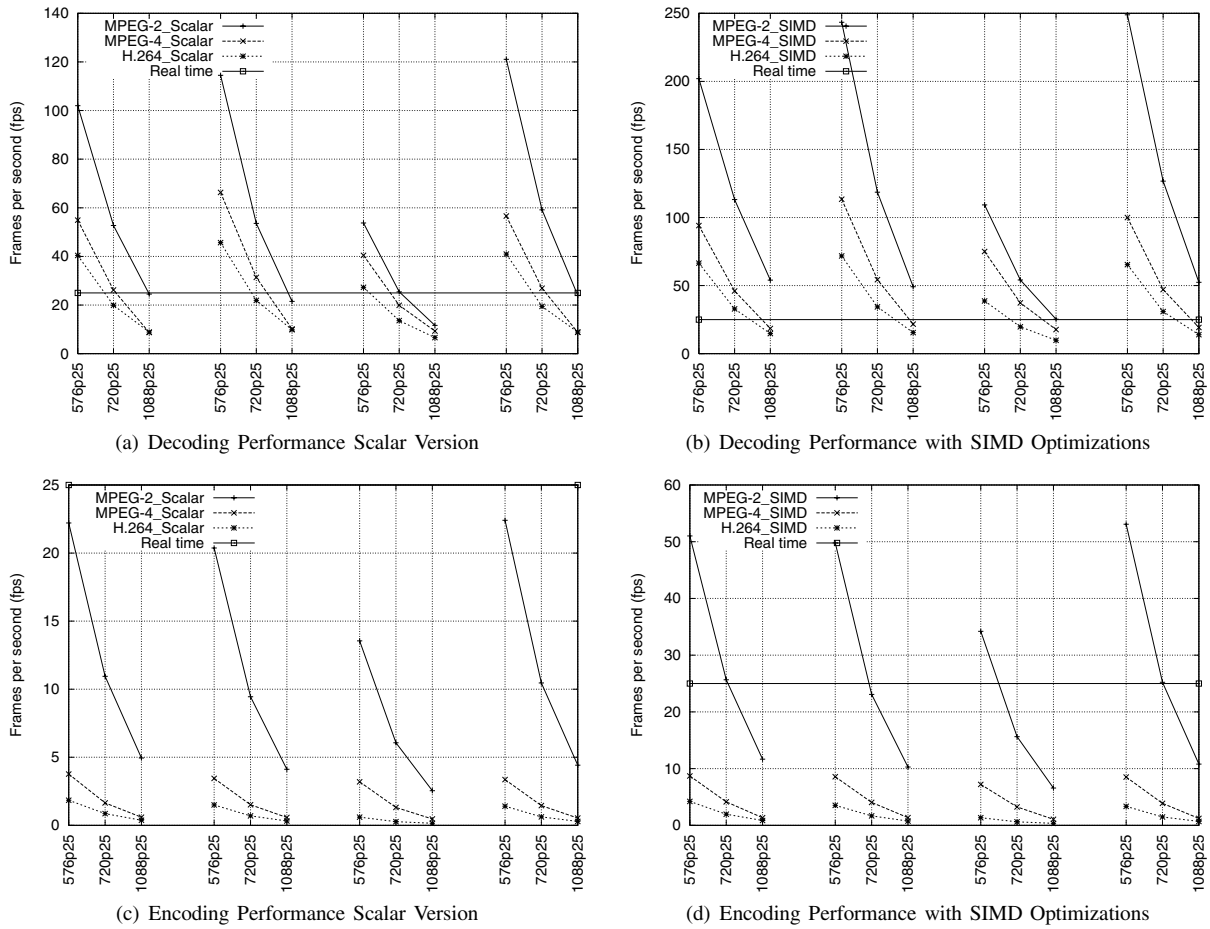 140
120
100
80
60
40
20
0
Frames per second (fps)
MPEG-2_Scalar
MPEG-4_Scalar
H.264_Scalar
Real time
576p25
720p25
1088p25
576p25
720p25
1088p25
576p25
720p25
1088p25
576p25
720p25
1088p25
(a) Decoding Performance Scalar Version
250
200
150
100
50
0
Frames per second (fps)
MPEG-2_SIMD
MPEG-4_SIMD
H.264_SIMD
Real time
576p25
720p25
1088p25
576p25
720p25
1088p25
576p25
720p25
1088p25
576p25
720p25
1088p25
(b) Decoding Performance with SIMD Optimizations
25
20
15
10
5
0
Frames per second (fps)
MPEG-2_Scalar
MPEG-4_Scalar
H.264_Scalar
Real time
576p25
720p25
1088p25
576p25
720p25
1088p25
576p25
720p25
1088p25
576p25
720p25
1088p25
(c) Encoding Performance Scalar Version
60
50
40
30
20
10
0
Frames per second (fps)
MPEG-2_SIMD
MPEG-4_SIMD
H.264_SIMD
Real time
576p25
720p25
1088p25
576p25
720p25
1088p25
576p25
720p25
1088p25
576p25
720p25
1088p25
(d) Encoding Performance with SIMD Optimizations